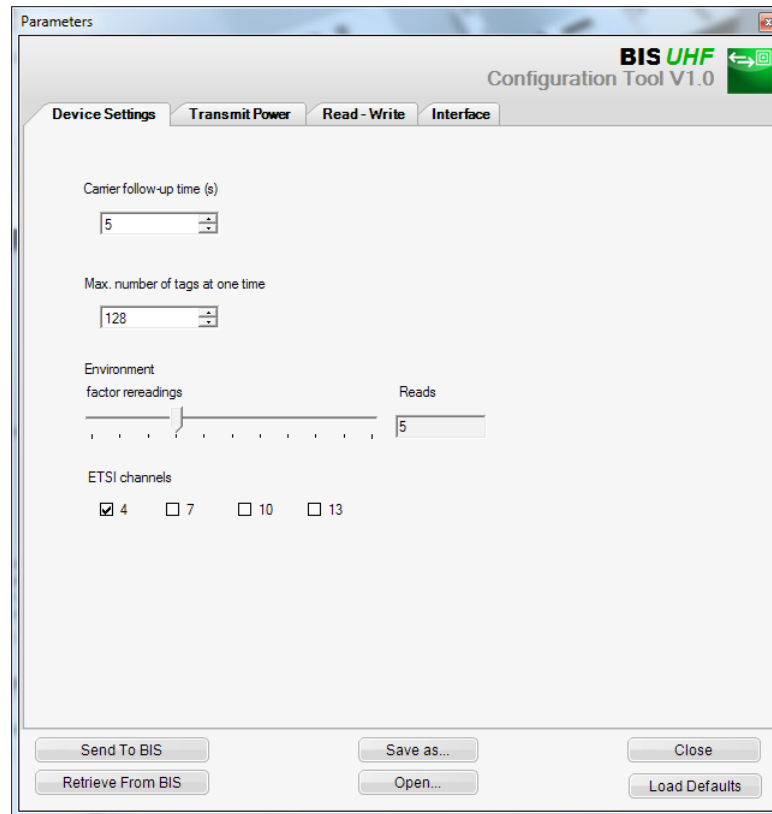 Parameters
BIS UHF
Configuration Tool V1.0
Device Settings Transmit Power Read - Write Interface
Carrier follow-up time (s)
5
Max. number of tags at one time
128
Environment
factor rereadings Reads
5
ETSI channels
4 7 10 13
Send To BIS Save as... Close
Retrieve From BIS Open... Load Defaults